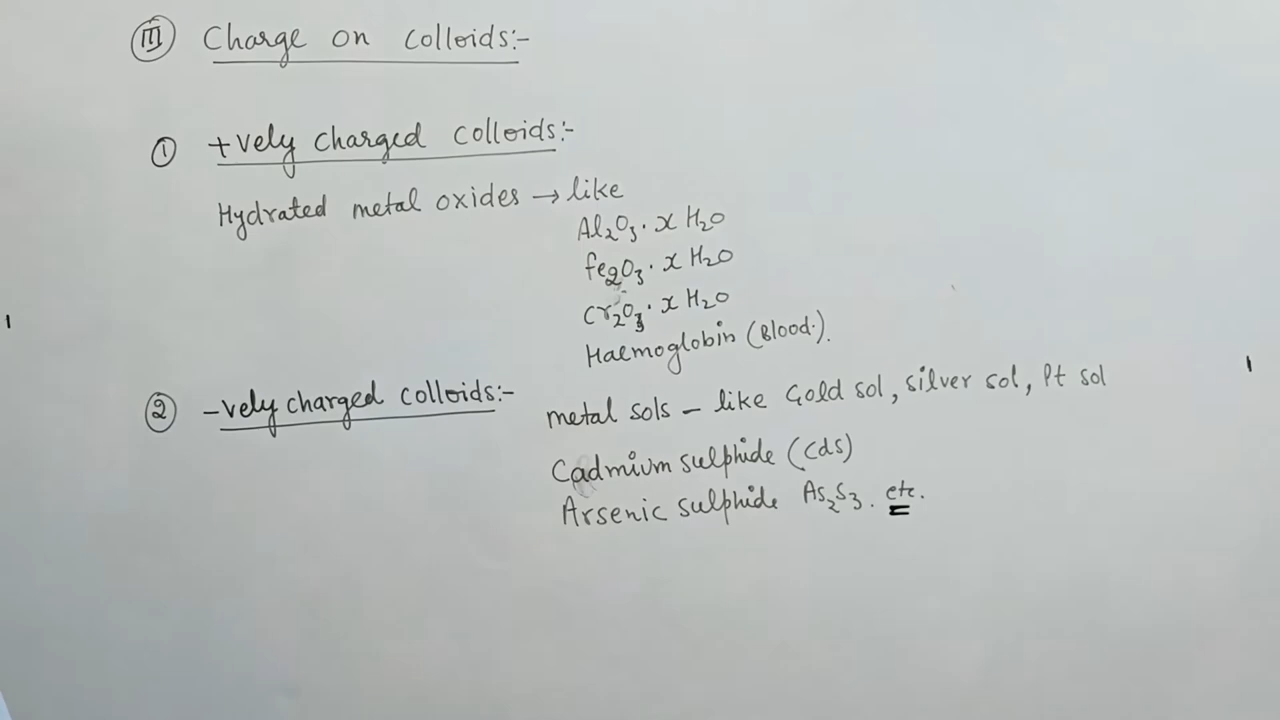 III Charge on colloids:-
① +vely charged colloids:-
Hydrated metal oxides → like
Al₂O₃· x H₂O
Fe₂O₃· x H₂O
Cr₂O₃· x H₂O
Haemoglobin (Blood.).
② -vely charged colloids:-
metal sols - like Gold sol, silver sol, Pt sol
Cadmium sulphide (Cds)
Arsenic sulphide As₂S₃. etc.